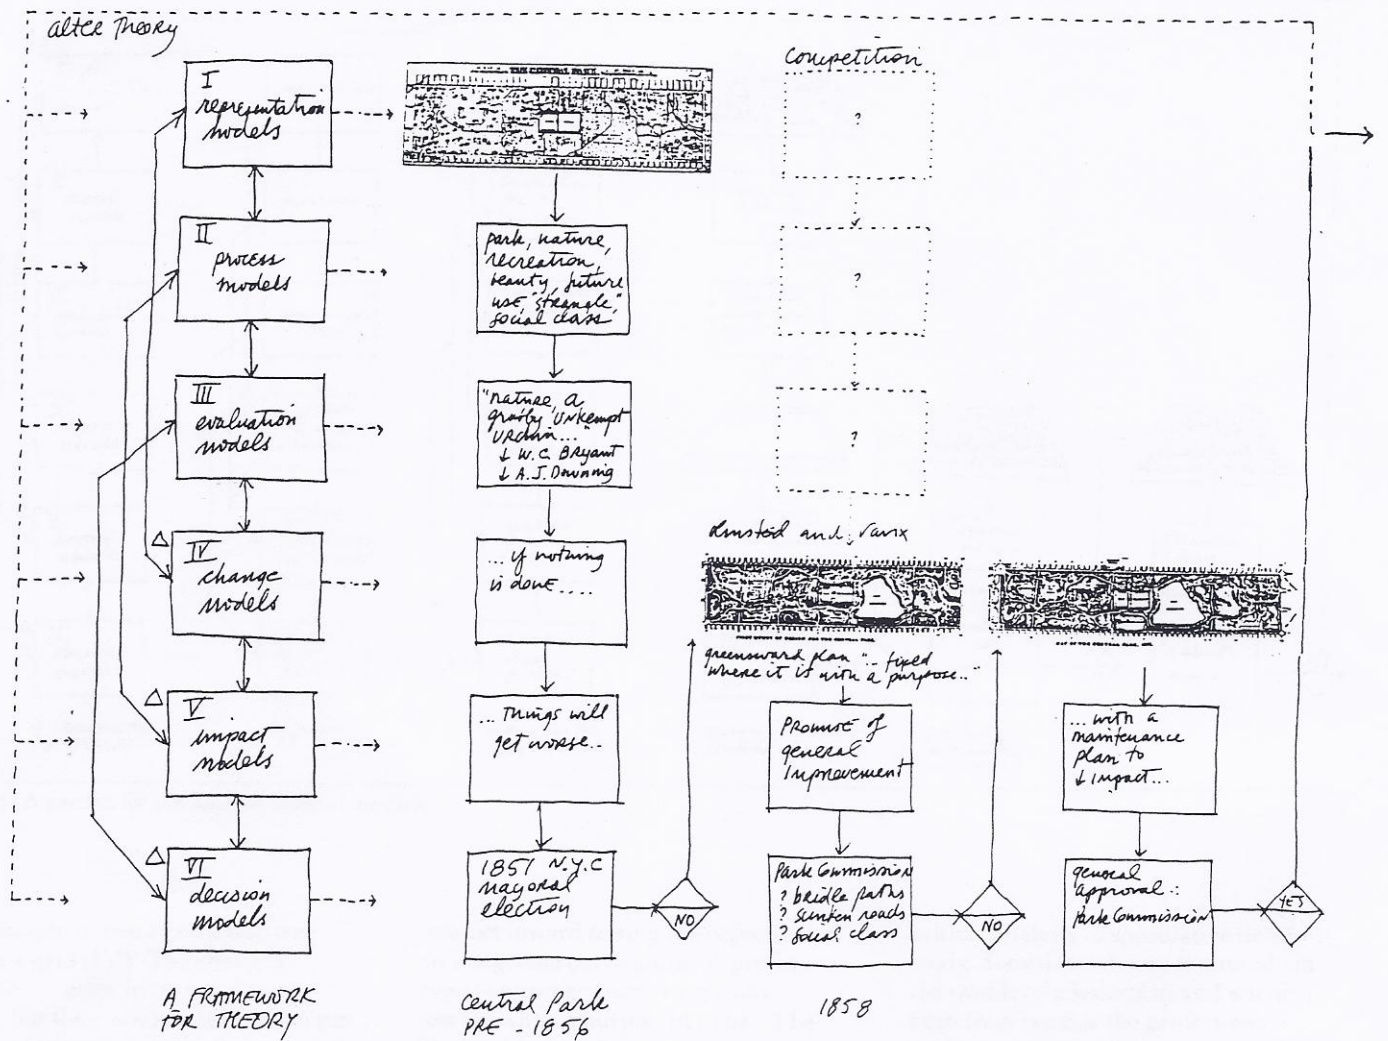 alter Theory
I
representation
models
II
process
models
III
evaluation
models
IV
change
models
V
impact
models
VI
decision
models
A FRAMEWORK
FOR THEORY
THE CENTRAL PARK
park, nature,
recreation,
beauty, future
use, "strangle"
social class,
"nature a
grubby unkempt
urchin..."
↓ W.C. Bryant
↓ A.J. Downing
...if nothing
is done....
...things will
get worse..
1851 N.Y.C
mayoral
election
NO
Central Park
PRE - 1856
Competition
?
?
?
Olmsted and Vaux
greensward plan "... fixed
where it is with a purpose..."
Promise of
general
Improvement
Park Commission
? bridle paths
? sunken roads
? social class
NO
1858
...with a
maintenance
plan to
↓ impact...
general
approval:
Park Commission
YES